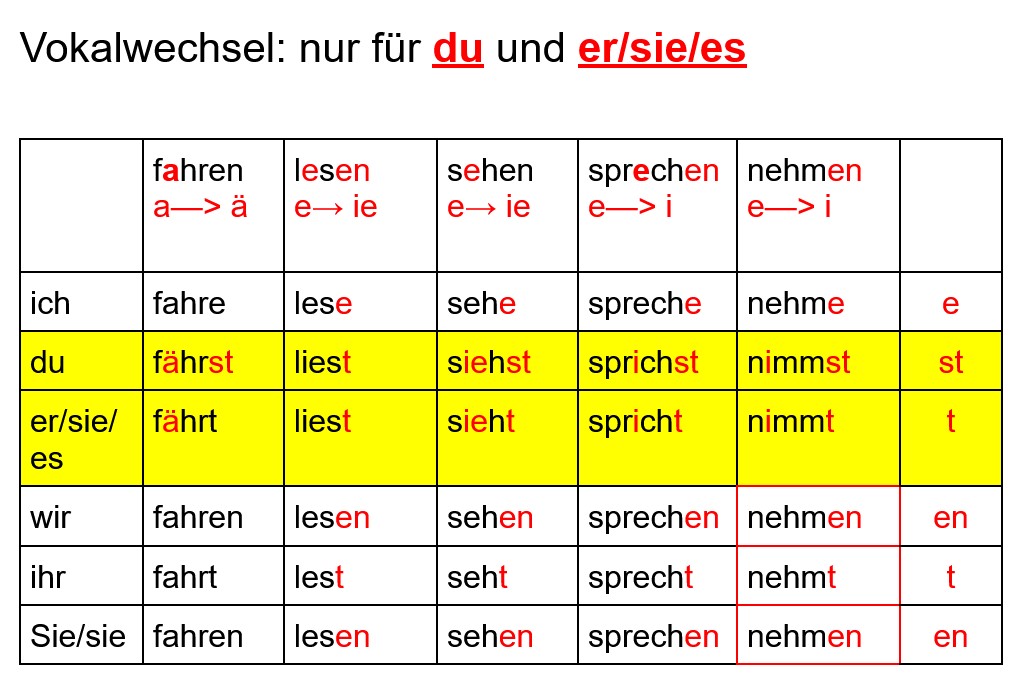 Vokalwechsel: nur für du und er/sie/es
fahren lesen sehen sprechen nehmen
a—> ä e→ ie e→ ie e—> i e—> i
ich fahre lese sehe spreche nehme e
du fährst liest siehst sprichst nimmst st
er/sie/ fährt liest sieht spricht nimmt t
es
wir fahren lesen sehen sprechen nehmen en
ihr fahrt lest seht sprecht nehmt t
Sie/sie fahren lesen sehen sprechen nehmen en